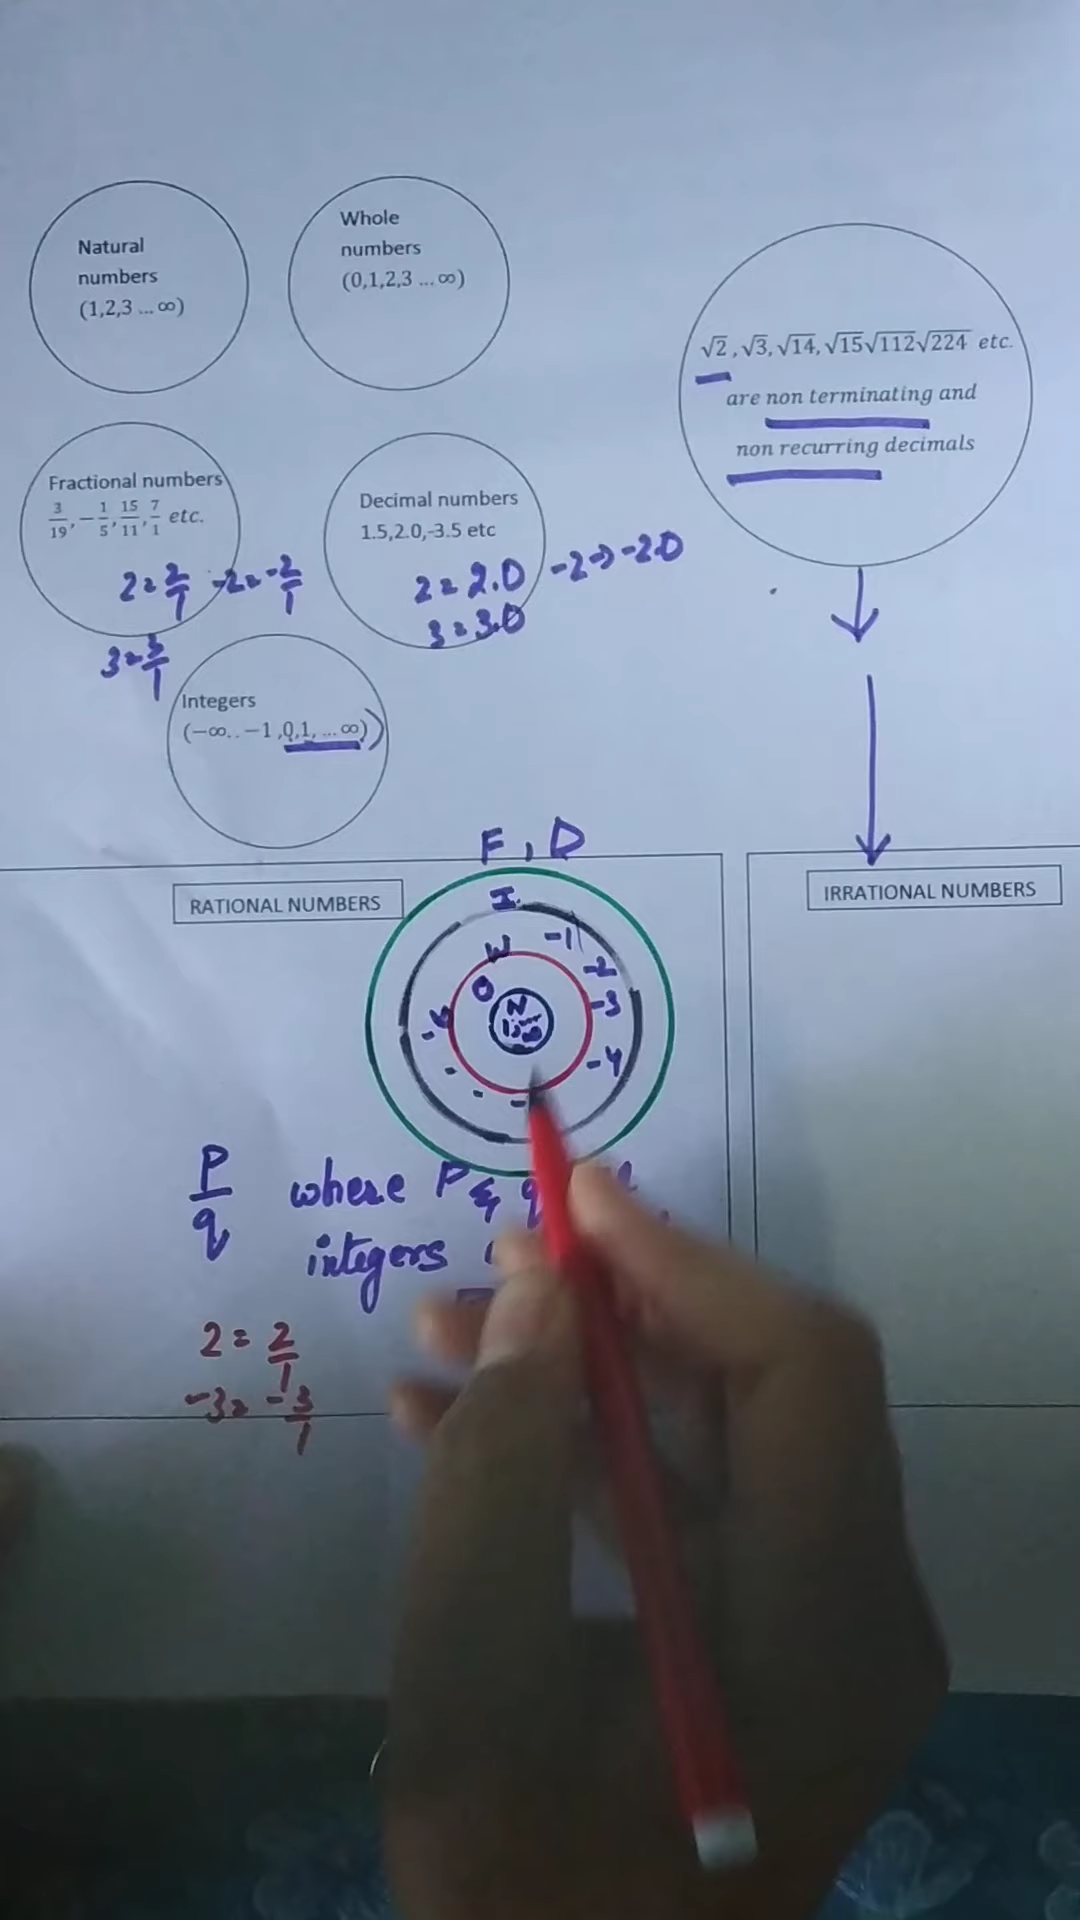 Natural
numbers
(1,2,3 ... ∞)
Whole
numbers
(0,1,2,3 ... ∞)
√2, √3, √14, √15√112√224 etc.
are non terminating and
non recurring decimals
Fractional numbers
3/19, -1/5, 15/11, 7/1 etc.
2 = 2/1 -2 = -2/1
3 = 3/1
Decimal numbers
1.5,2.0,-3.5 etc
2 = 2.0 -2 → -2.0
3 = 3.0
Integers
(-∞.. -1 ,0,1, ... ∞)
F, D
RATIONAL NUMBERS
IRRATIONAL NUMBERS
I
W -1
-2
0 N -3
-4
P/q where P & q
integers
2 = 2/1
-3 = -3/1